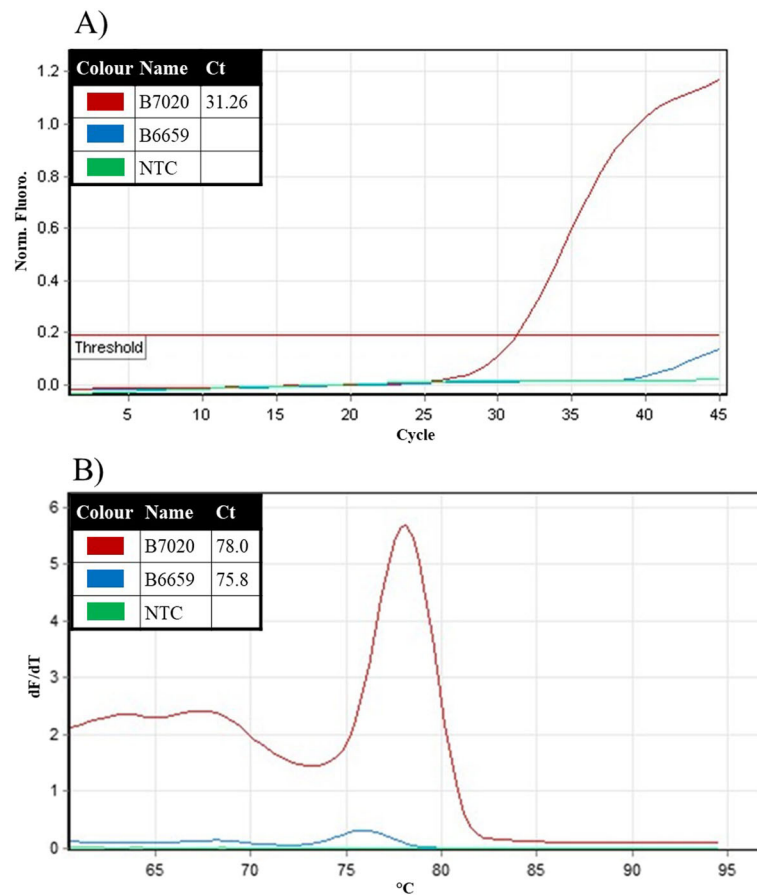 A)
Colour Name Ct
B7020 31.26
B6659
NTC
1.2
1.0
0.8
0.6
0.4
0.2
0.0
Norm. Fluoro.
Threshold
5 10 15 20 25 30 35 40 45
Cycle
B)
Colour Name Ct
B7020 78.0
B6659 75.8
NTC
6
5
4
3
2
1
0
dF/dT
65 70 75 80 85 90 95
°C